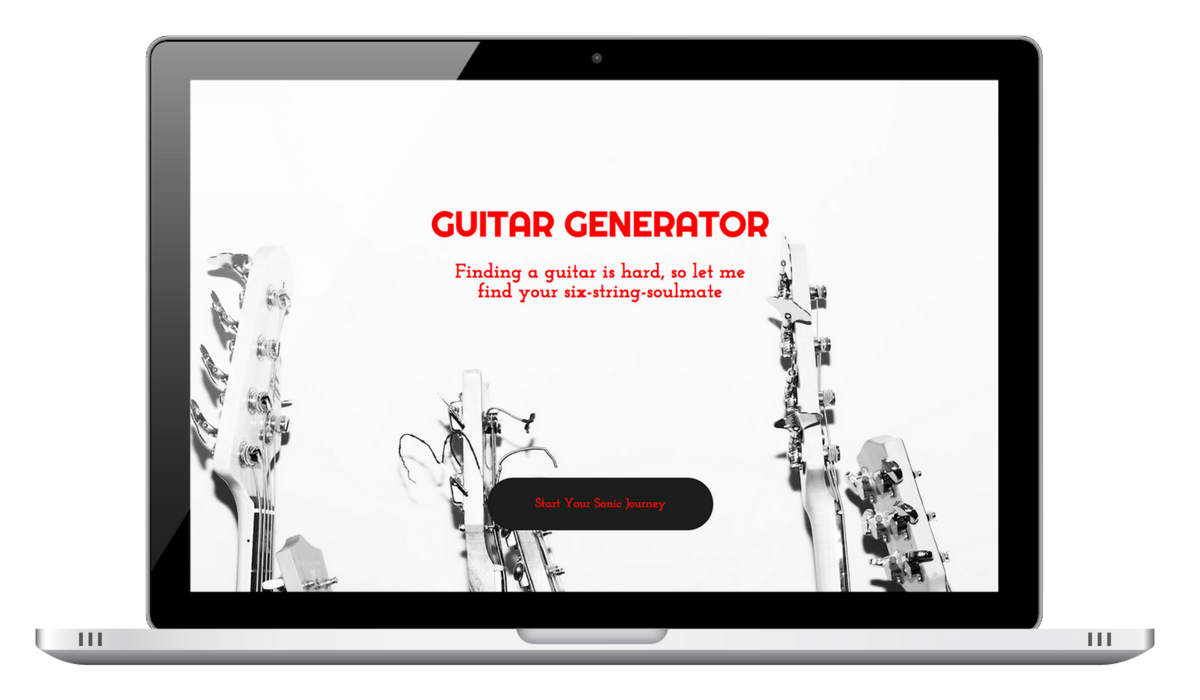 GUITAR GENERATOR
Finding a guitar is hard, so let me
find your six-string-soulmate
Start Your Sonic Journey